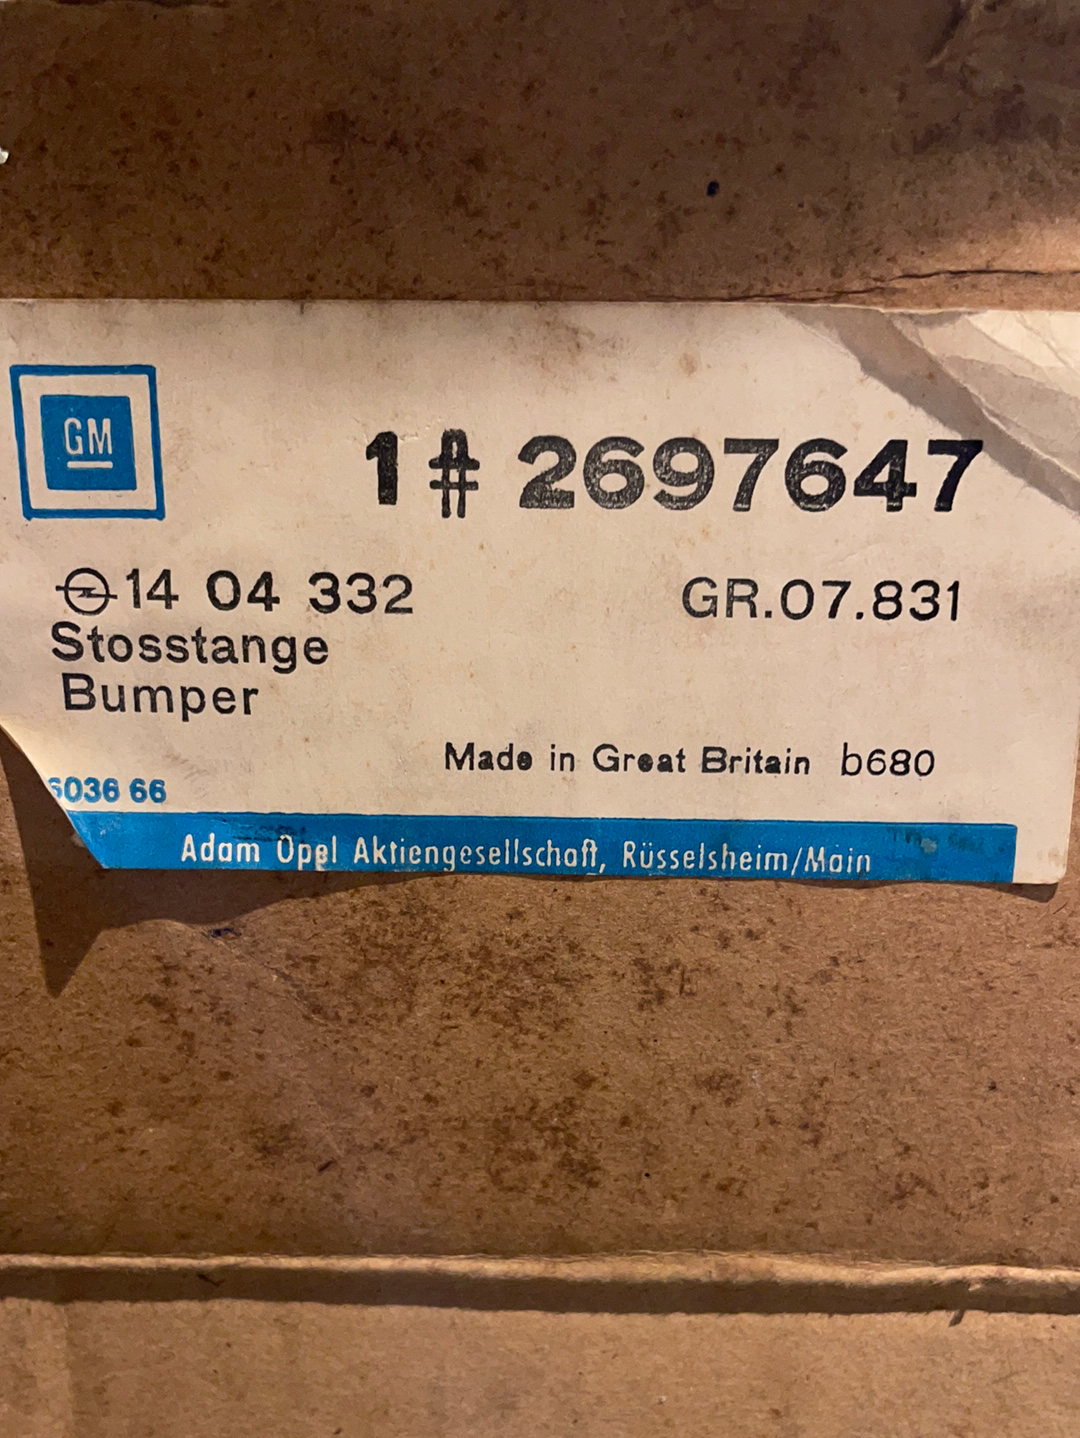 GM
1# 2697647
14 04 332 GR.07.831
Stosstange
Bumper
Made in Great Britain b680
6036 66
Adam Opel Aktiengesellschaft, Rüsselsheim/Main